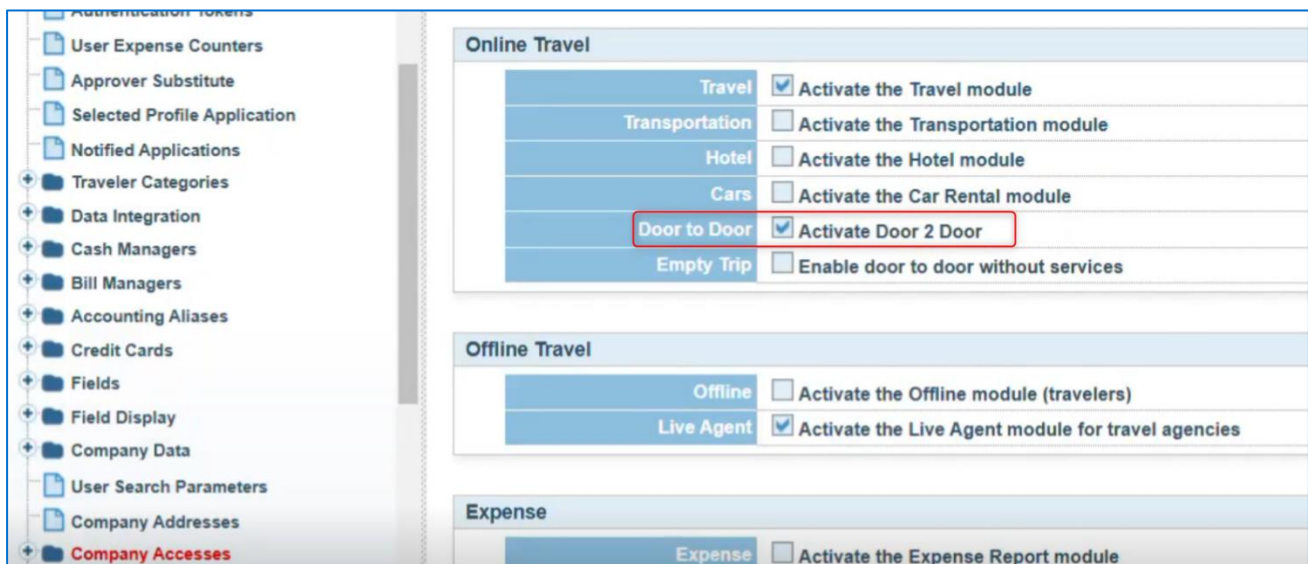 Authentication Tokens
User Expense Counters
Approver Substitute
Selected Profile Application
Notified Applications
Traveler Categories
Data Integration
Cash Managers
Bill Managers
Accounting Aliases
Credit Cards
Fields
Field Display
Company Data
User Search Parameters
Company Addresses
Company Accesses
Online Travel
Travel Activate the Travel module
Transportation Activate the Transportation module
Hotel Activate the Hotel module
Cars Activate the Car Rental module
Door to Door Activate Door 2 Door
Empty Trip Enable door to door without services
Offline Travel
Offline Activate the Offline module (travelers)
Live Agent Activate the Live Agent module for travel agencies
Expense
Expense Activate the Expense Report module